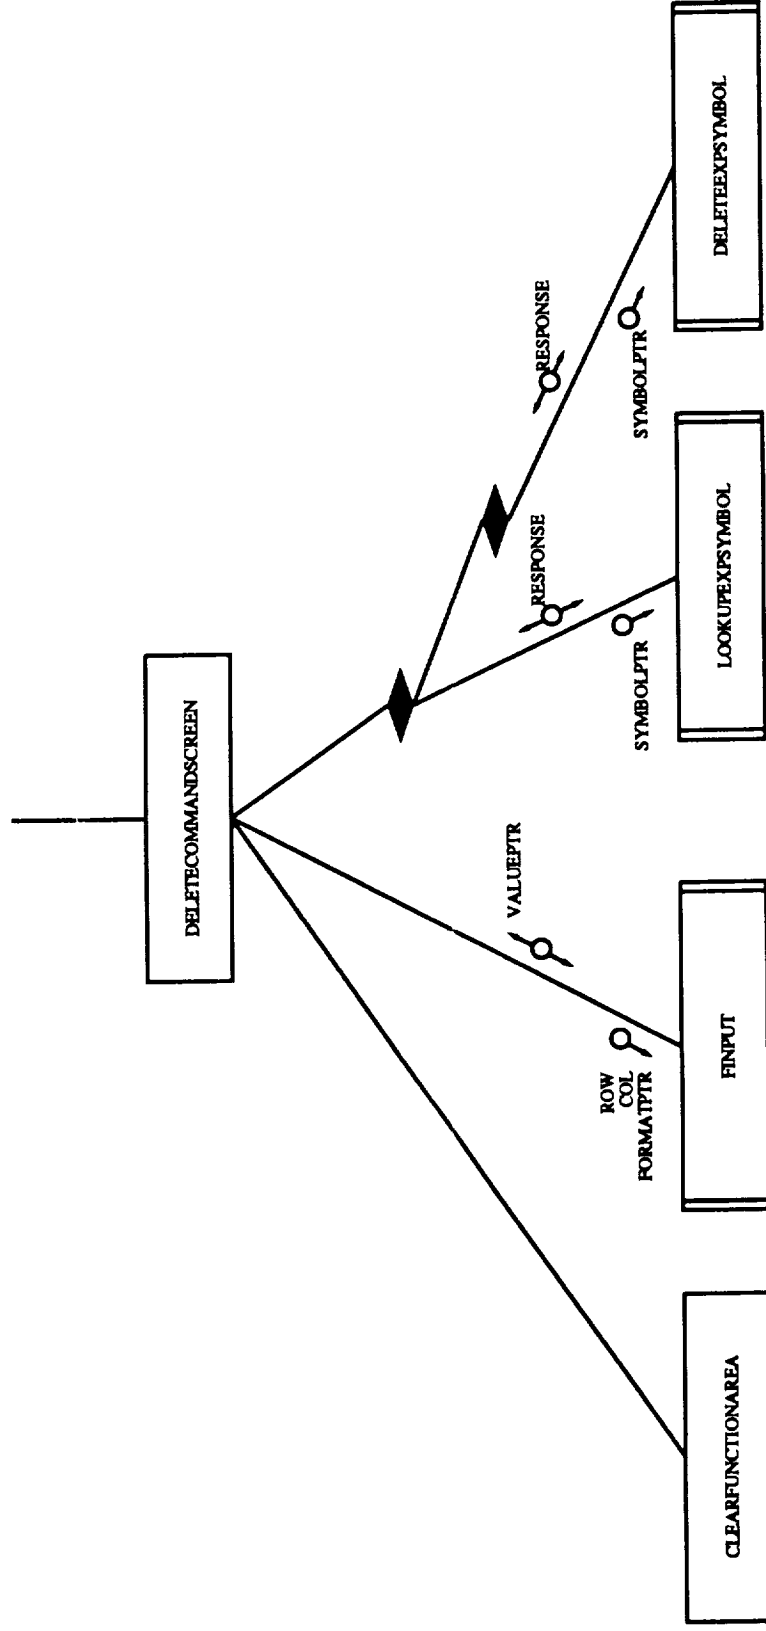 DELETECOMMANDSCREEN
VALUEPTR
ROW
COL
FORMATPTR
RESPONSE
SYMBOLPTR
RESPONSE
SYMBOLPTR
CLEARFUNCTIONAREA
FINPUT
LOOKUPEXPSYMBOL
DELETEEXPSYMBOL